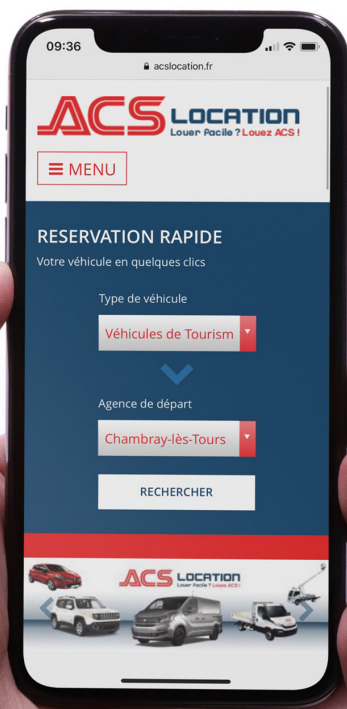 09:36
acslocation.fr
ACS LOCATION
Louer Facile ? Louez ACS !
≡ MENU
RESERVATION RAPIDE
Votre véhicule en quelques clics
Type de véhicule
Véhicules de Tourism
Agence de départ
Chambray-lès-Tours
RECHERCHER
ACS LOCATION
Louer Facile ? Louez ACS !